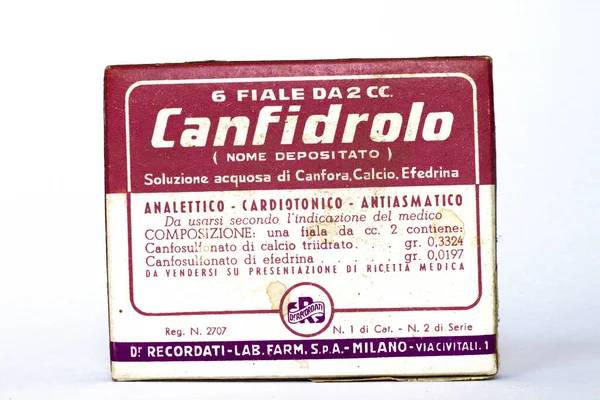 6 FIALE DA 2 CC.
Canfidrolo
( NOME DEPOSITATO )
Soluzione acquosa di Canfora, Calcio, Efedrina
ANALETTICO - CARDIOTONICO - ANTIASMATICO
Da usarsi secondo l'indicazione del medico
COMPOSIZIONE: una fiala da cc. 2 contiene:
Canfosulfonato di calcio triidrato. . . . gr. 0,3324
Canfosulfonato di efedrina . . . . . gr. 0,0197
DA VENDERSI SU PRESENTAZIONE DI RICETTA MEDICA
R
Dr RECORDATI
Reg. N. 2707
N. 1 di Cat. - N. 2 di Serie
Dr RECORDATI - LAB. FARM. S.p.A. - MILANO - VIA CIVITALI, 1